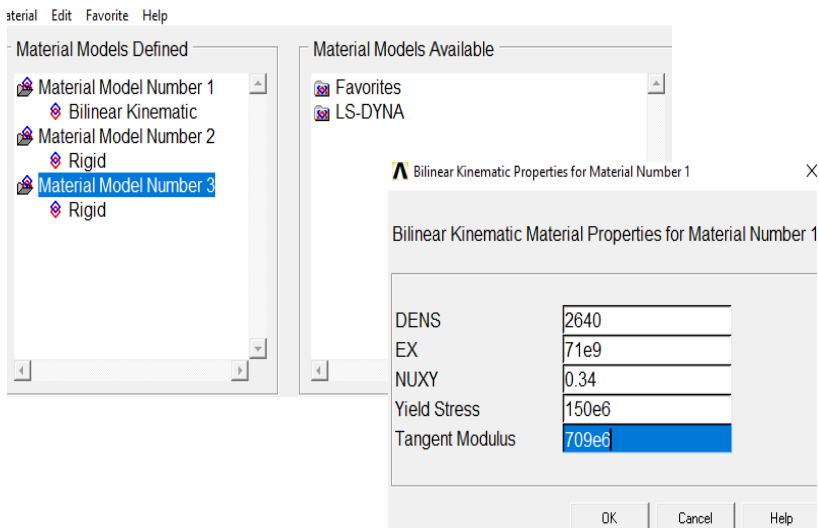 aterial Edit Favorite Help
Material Models Defined
Material Model Number 1
Bilinear Kinematic
Material Model Number 2
Rigid
Material Model Number 3
Rigid
Material Models Available
Favorites
LS-DYNA
Bilinear Kinematic Properties for Material Number 1
Bilinear Kinematic Material Properties for Material Number 1
DENS 2640
EX 71e9
NUXY 0.34
Yield Stress 150e6
Tangent Modulus 709e6
OK Cancel Help